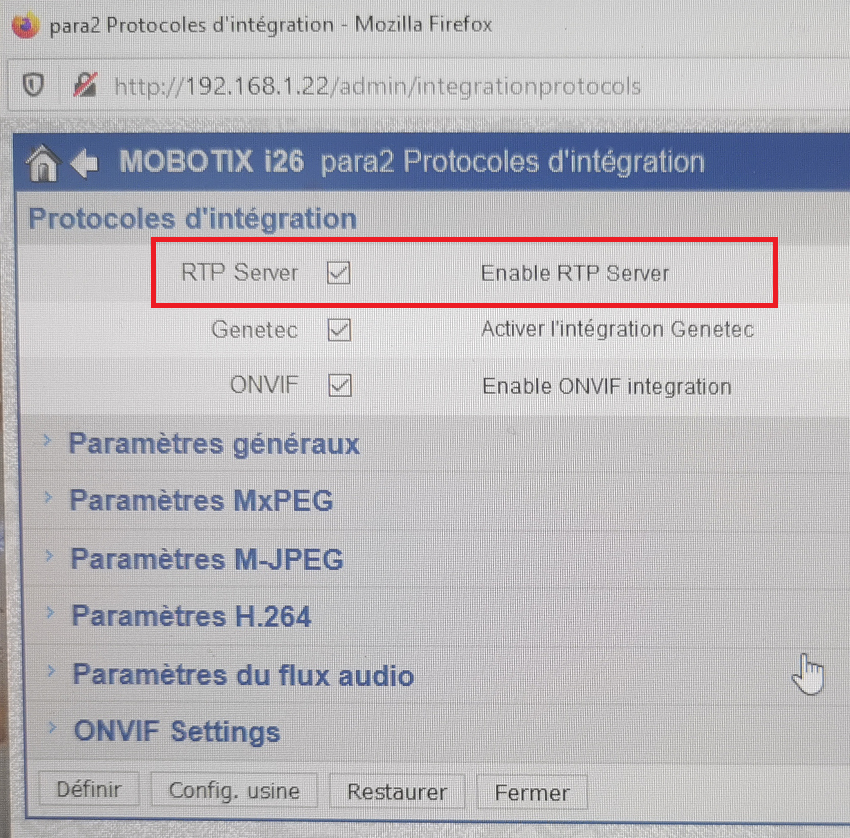 para2 Protocoles d'intégration - Mozilla Firefox
http://192.168.1.22/admin/integrationprotocols
MOBOTIX i26 para2 Protocoles d'intégration
Protocoles d'intégration
RTP Server Enable RTP Server
Genetec Activer l'intégration Genetec
ONVIF Enable ONVIF integration
Paramètres généraux
Paramètres MxPEG
Paramètres M-JPEG
Paramètres H.264
Paramètres du flux audio
ONVIF Settings
Définir Config. usine Restaurer Fermer